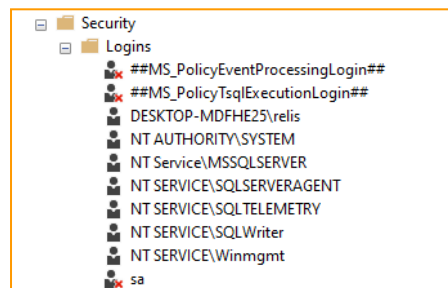 Security
Logins
##MS_PolicyEventProcessingLogin##
##MS_PolicyTsqlExecutionLogin##
DESKTOP-MDFHE25\relis
NT AUTHORITY\SYSTEM
NT Service\MSSQLSERVER
NT SERVICE\SQLSERVERAGENT
NT SERVICE\SQLTELEMETRY
NT SERVICE\SQLWriter
NT SERVICE\Winmgmt
sa